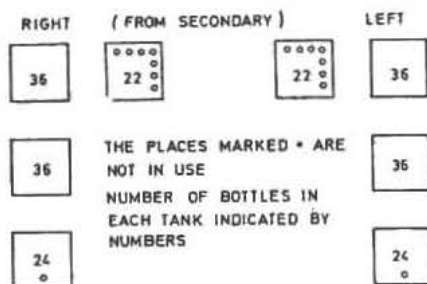 RIGHT (FROM SECONDARY) LEFT
36 22 22 36
36 THE PLACES MARKED • ARE 36
NOT IN USE
NUMBER OF BOTTLES IN
EACH TANK INDICATED BY
NUMBERS
24 24